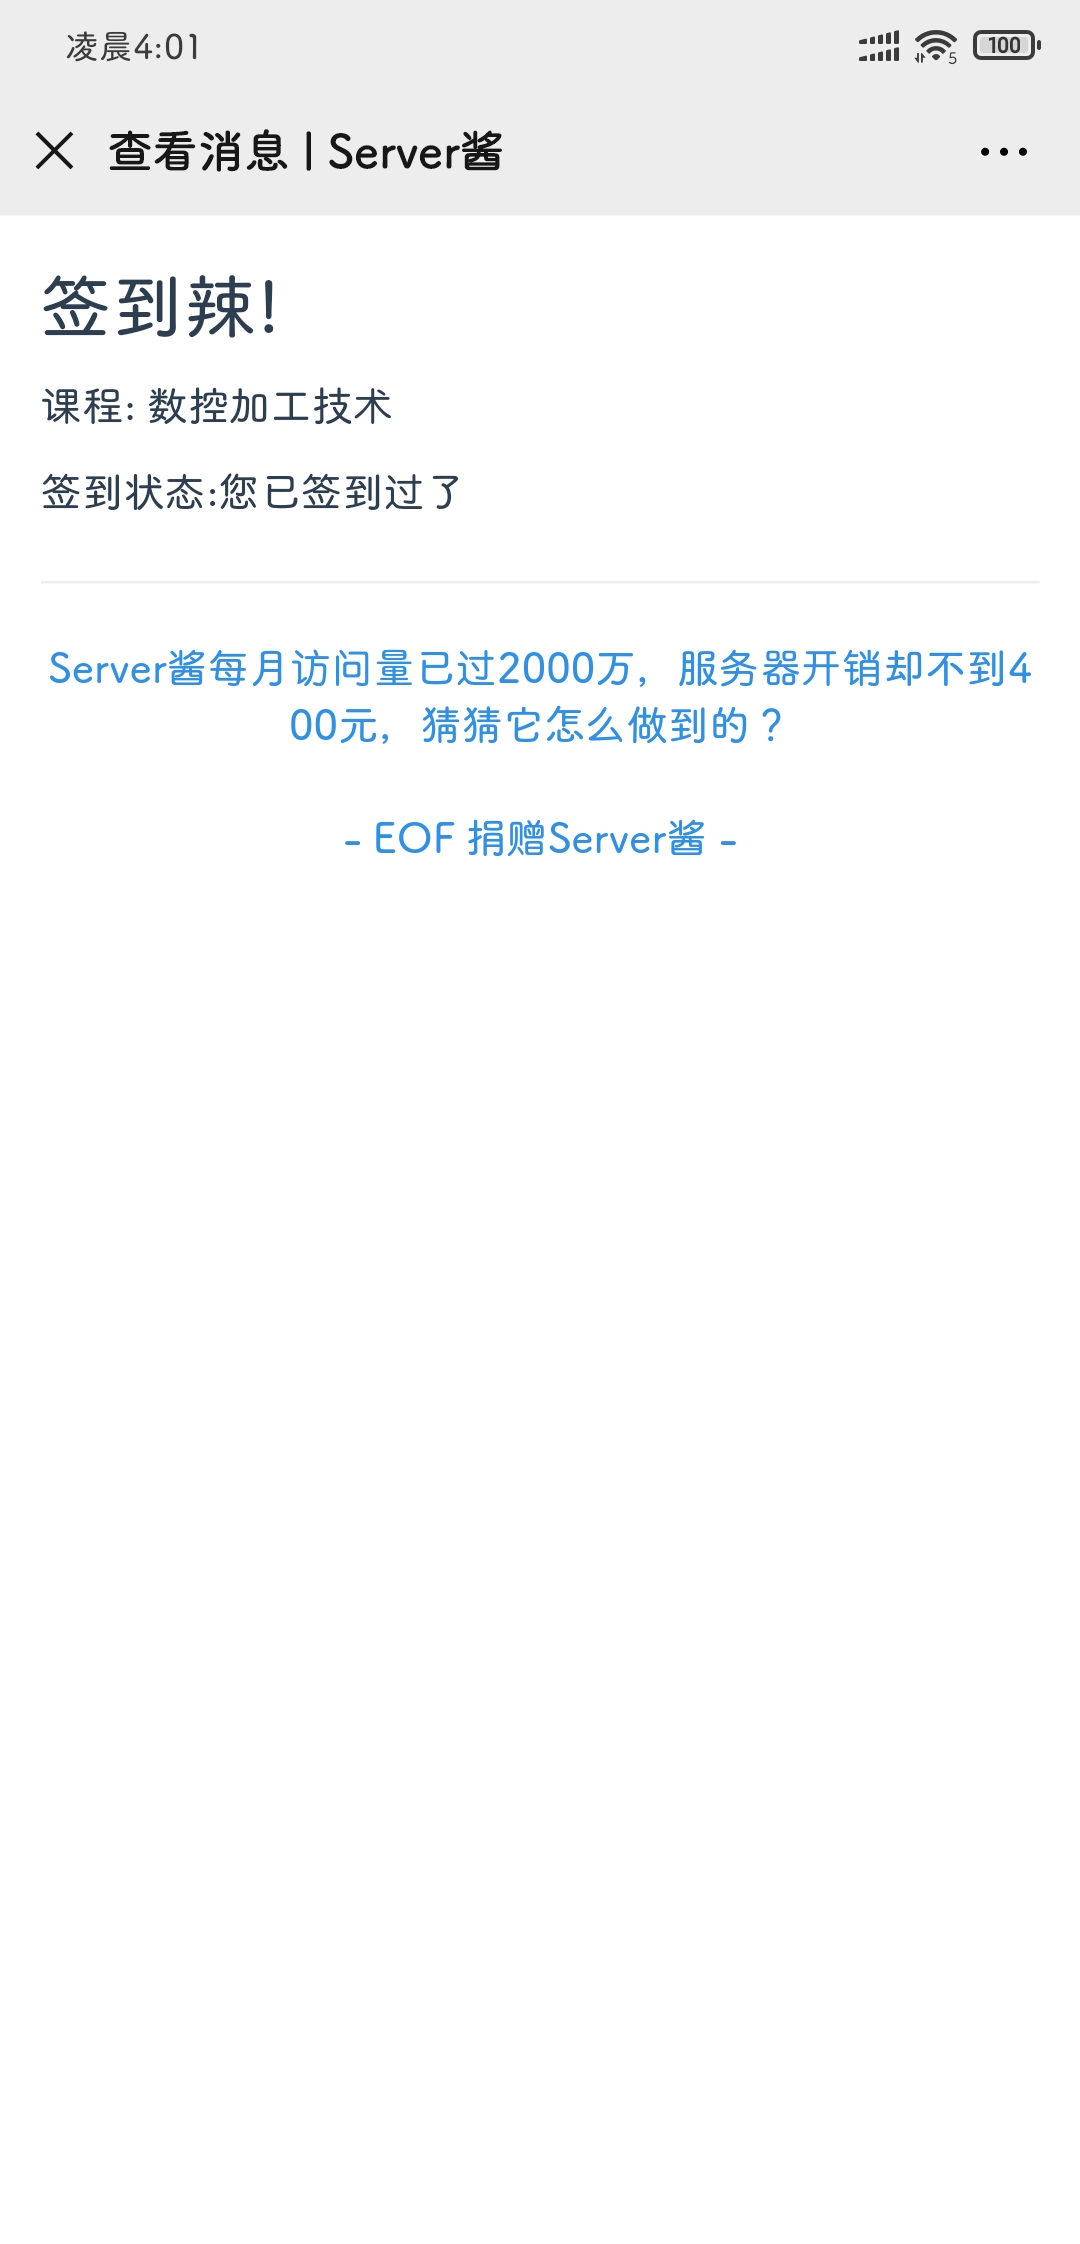 凌晨4:01
5
100
查看消息 | Server酱
签到辣!
课程: 数控加工技术
签到状态:您已签到过了
Server酱每月访问量已过2000万，服务器开销却不到4
00元，猜猜它怎么做到的？
- EOF 捐赠Server酱 -